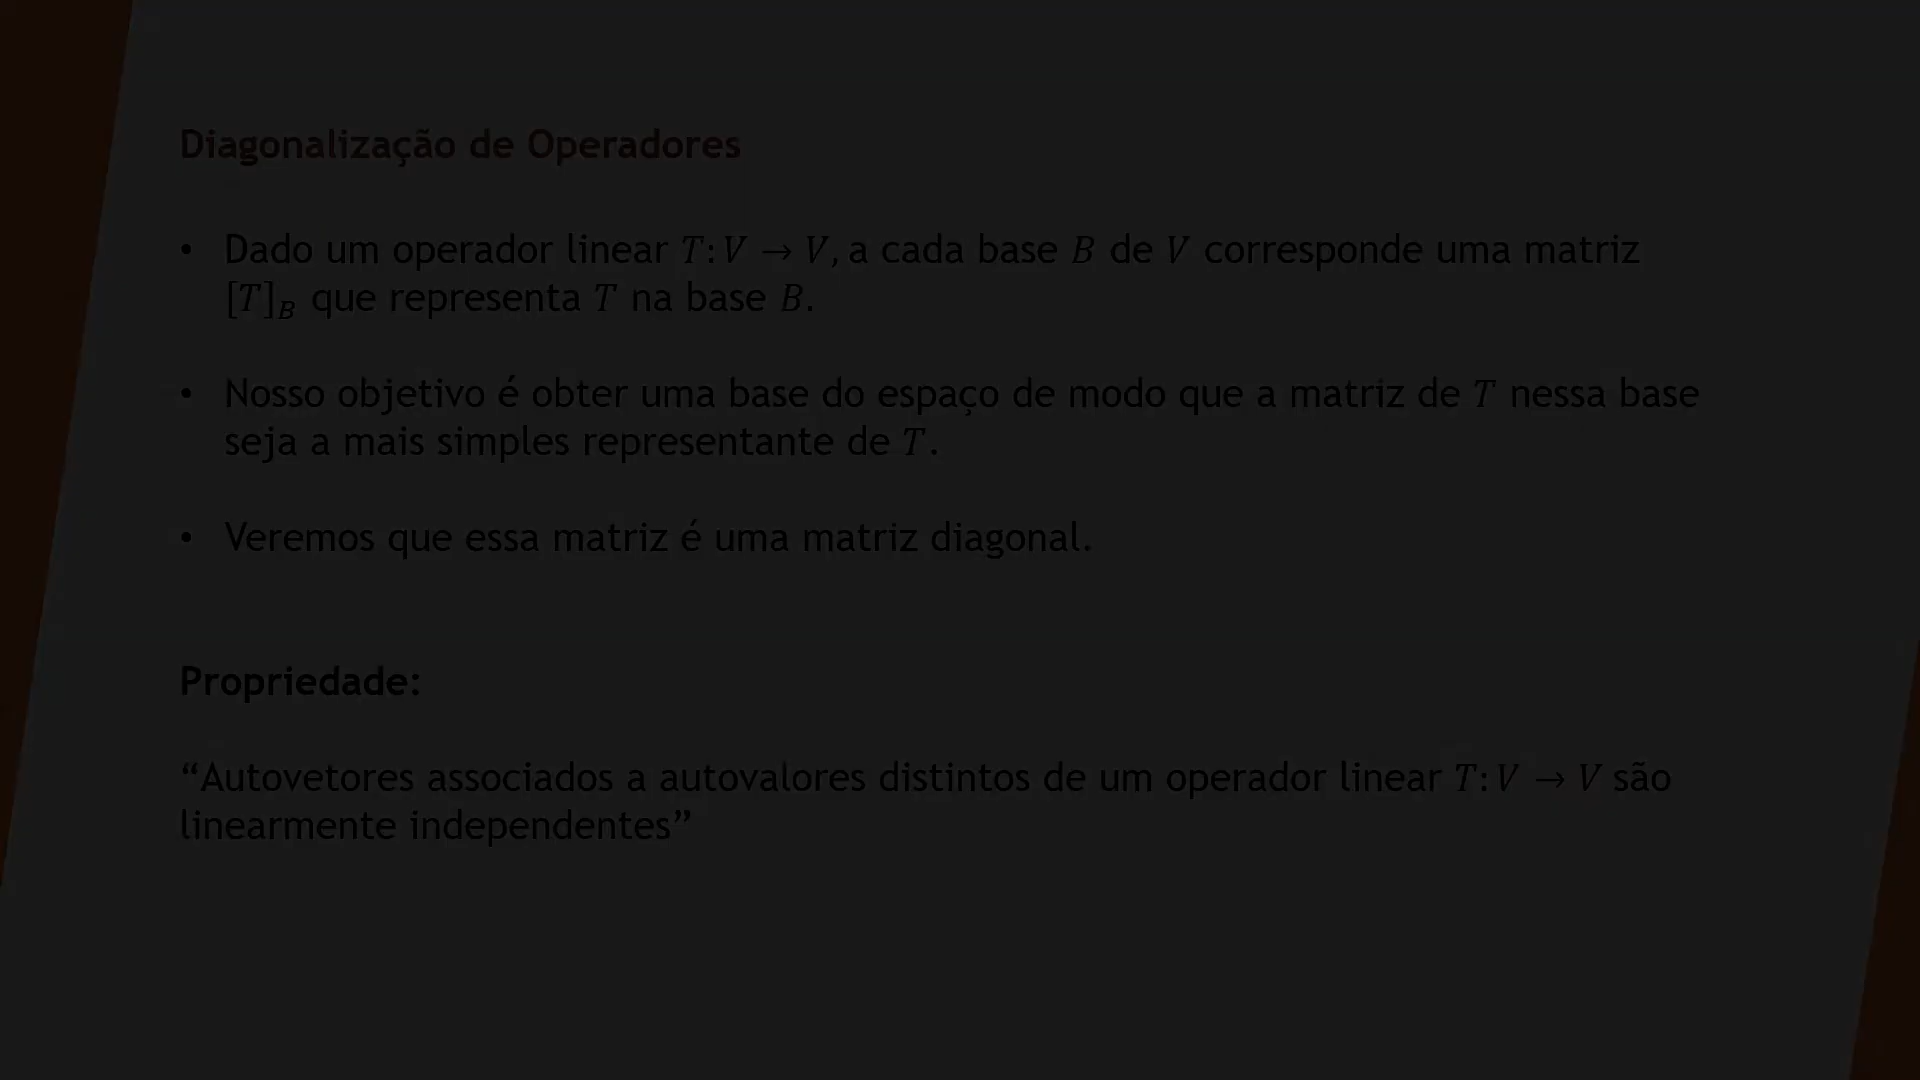 Diagonalização de Operadores
• Dado um operador linear T: V → V, a cada base B de V corresponde uma matriz
[T]_B que representa T na base B.
• Nosso objetivo é obter uma base do espaço de modo que a matriz de T nessa base
seja a mais simples representante de T.
• Veremos que essa matriz é uma matriz diagonal.
Propriedade:
“Autovetores associados a autovalores distintos de um operador linear T: V → V são
linearmente independentes”